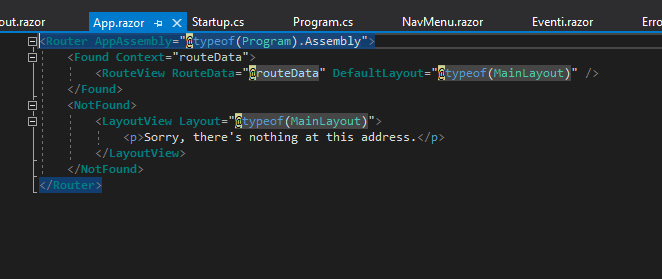 out.razor App.razor Startup.cs Program.cs NavMenu.razor Eventi.razor Erro
<Router AppAssembly="@typeof(Program).Assembly">
<Found Context="routeData">
<RouteView RouteData="@routeData" DefaultLayout="@typeof(MainLayout)" />
</Found>
<NotFound>
<LayoutView Layout="@typeof(MainLayout)">
<p>Sorry, there's nothing at this address.</p>
</LayoutView>
</NotFound>
</Router>